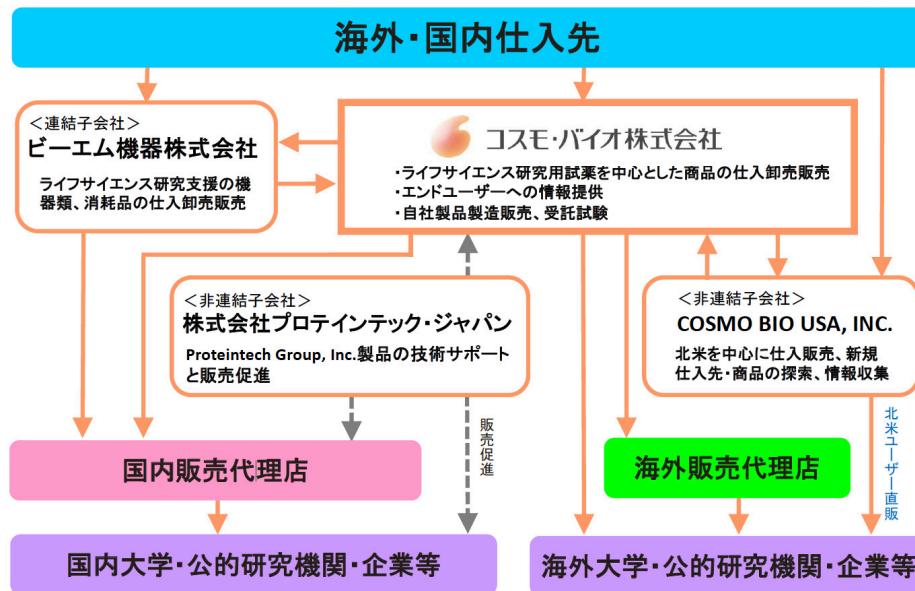 海外・国内仕入先
＜連結子会社＞
ビーエム機器株式会社
ライフサイエンス研究支援の機
器類、消耗品の仕入卸売販売
コスモ・バイオ株式会社
・ライフサイエンス研究用試薬を中心とした商品の仕入卸売販売
・エンドユーザーへの情報提供
・自社製品製造販売、受託試験
＜非連結子会社＞
株式会社プロテインテック・ジャパン
Proteintech Group, Inc.製品の技術サポート
と販売促進
＜非連結子会社＞
COSMO BIO USA, INC.
北米を中心に仕入販売、新規
仕入先・商品の探索、情報収集
販売促進
北米ユーザー直販
国内販売代理店
海外販売代理店
国内大学・公的研究機関・企業等
海外大学・公的研究機関・企業等